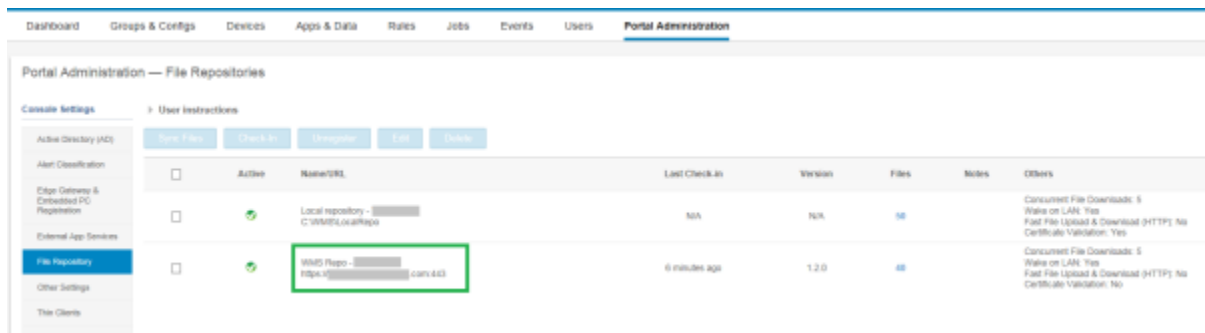 Dashboard Groups & Configs Devices Apps & Data Rules Jobs Events Users Portal Administration
Portal Administration — File Repositories
Console Settings
Active Directory (AD)
Alert Classification
Edge Gateway &
Embedded PC
Registration
External App Services
File Repository
Other Settings
Thin Clients
> User instructions
Sync Files Check-In Unregister Edit Delete
Active Name/URL Last Check-in Version Files Notes Others
Local repository -
C:\WMS\LocalRepo
N/A N/A 50
Concurrent File Downloads: 5
Wake on LAN: Yes
Fast File Upload & Download (HTTP): No
Certificate Validation: Yes
WMS Repo -
https:// .com:443
6 minutes ago 1.2.0 48
Concurrent File Downloads: 5
Wake on LAN: Yes
Fast File Upload & Download (HTTP): No
Certificate Validation: No